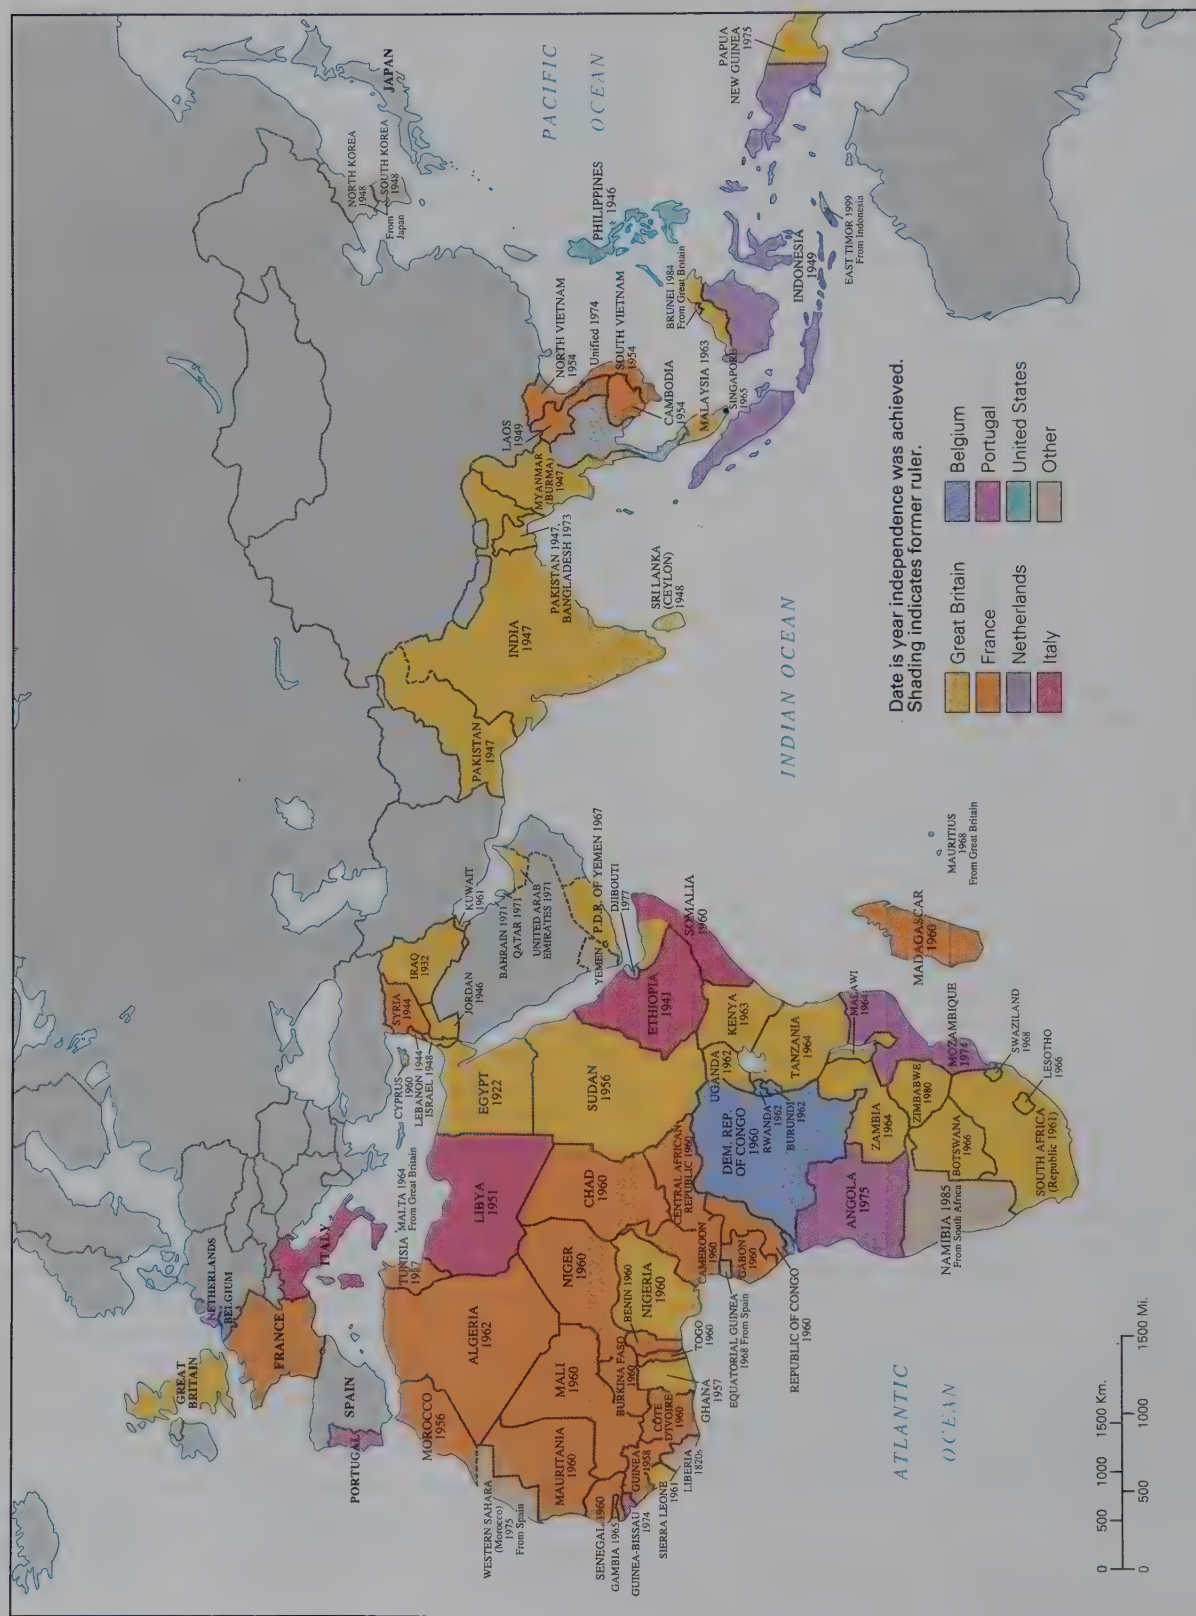 GREAT
BRITAIN
NETHERLANDS
BELGIUM
FRANCE
PORTUGAL
SPAIN
ITALY
MOROCCO
1956
ALGERIA
1962
TUNISIA
1957
MALTA 1964
From Great Britain
LIBYA
1951
EGYPT
1922
CYPRUS
1960
LEBANON 1944
ISRAEL 1948
SYRIA
1944
IRAQ
1932
JORDAN
1946
KUWAIT
1961
BAHRAIN 1971
QATAR 1971
UNITED ARAB
EMIRATES 1971
YEMEN
P.D.R. OF YEMEN 1967
DJIBOUTI
1977
WESTERN SAHARA
(Morocco)
1975
From Spain
MAURITANIA
1960
MALI
1960
NIGER
1960
CHAD
1960
SUDAN
1956
ETHIOPIA
1941
SOMALIA
1960
SENEGAL 1960
GAMBIA 1965
GUINEA-BISSAU
1974
GUINEA
1958
SIERRA LEONE
1961
LIBERIA
1820s
CÔTE
D'IVOIRE
1960
BURKINA FASO
1960
GHANA
1957
TOGO
1960
BENIN 1960
NIGERIA
1960
CAMEROON
1960
CENTRAL AFRICAN
REPUBLIC 1960
EQUATORIAL GUINEA
1968 From Spain
GABON
1960
REPUBLIC OF CONGO
1960
DEM. REP.
OF CONGO
1960
RWANDA
1962
BURUNDI
1962
UGANDA
1962
KENYA
1963
TANZANIA
1964
ANGOLA
1975
ZAMBIA
1964
MALAWI
1964
MOZAMBIQUE
1974
ZIMBABWE
1980
BOTSWANA
1966
NAMIBIA 1985
From South Africa
SOUTH AFRICA
(Republic 1961)
SWAZILAND
1968
LESOTHO
1966
MADAGASCAR
1960
MAURITIUS
1968
From Great Britain
PAKISTAN
1947
INDIA
1947
PAKISTAN 1947,
BANGLADESH 1973
SRI LANKA
(CEYLON)
1948
MYANMAR
(BURMA)
1947
LAOS
1949
NORTH VIETNAM
1954
Unified 1974
SOUTH VIETNAM
1954
CAMBODIA
1954
MALAYSIA 1963
SINGAPORE
1965
BRUNEI 1984
From Great Britain
PHILIPPINES
1946
INDONESIA
1949
EAST TIMOR 1999
From Indonesia
PAPUA
NEW GUINEA
1975
NORTH KOREA
1948
SOUTH KOREA
1948
From
Japan
JAPAN
PACIFIC
OCEAN
INDIAN OCEAN
ATLANTIC
OCEAN
Date is year independence was achieved.
Shading indicates former ruler.
Great Britain
France
Netherlands
Italy
Belgium
Portugal
United States
Other
0 500 1000 1500 Km.
0 500 1000 1500 Mi.